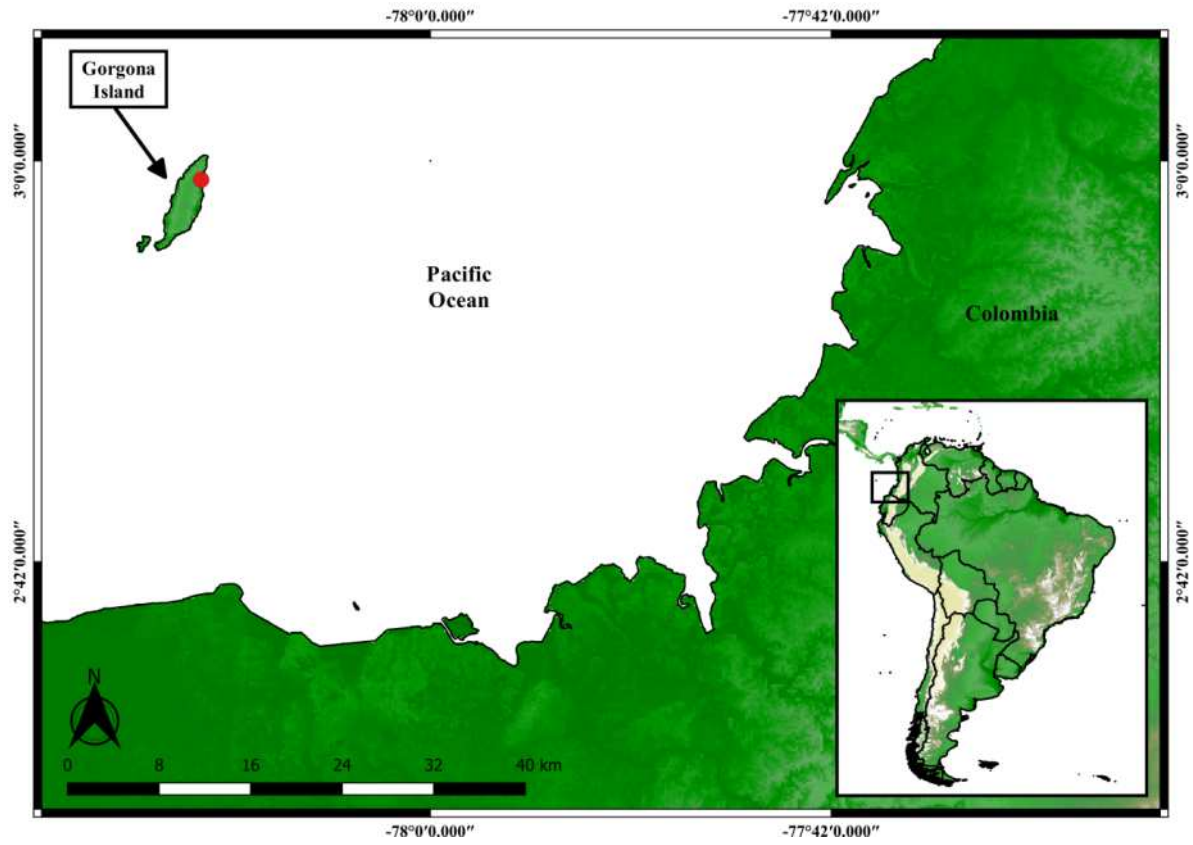 -78°0'0.000″
-77°42'0.000″
Gorgona
Island
3°0'0.000″
3°0'0.000″
Pacific
Ocean
Colombia
2°42'0.000″
2°42'0.000″
N
0 8 16 24 32 40 km
-78°0'0.000″
-77°42'0.000″